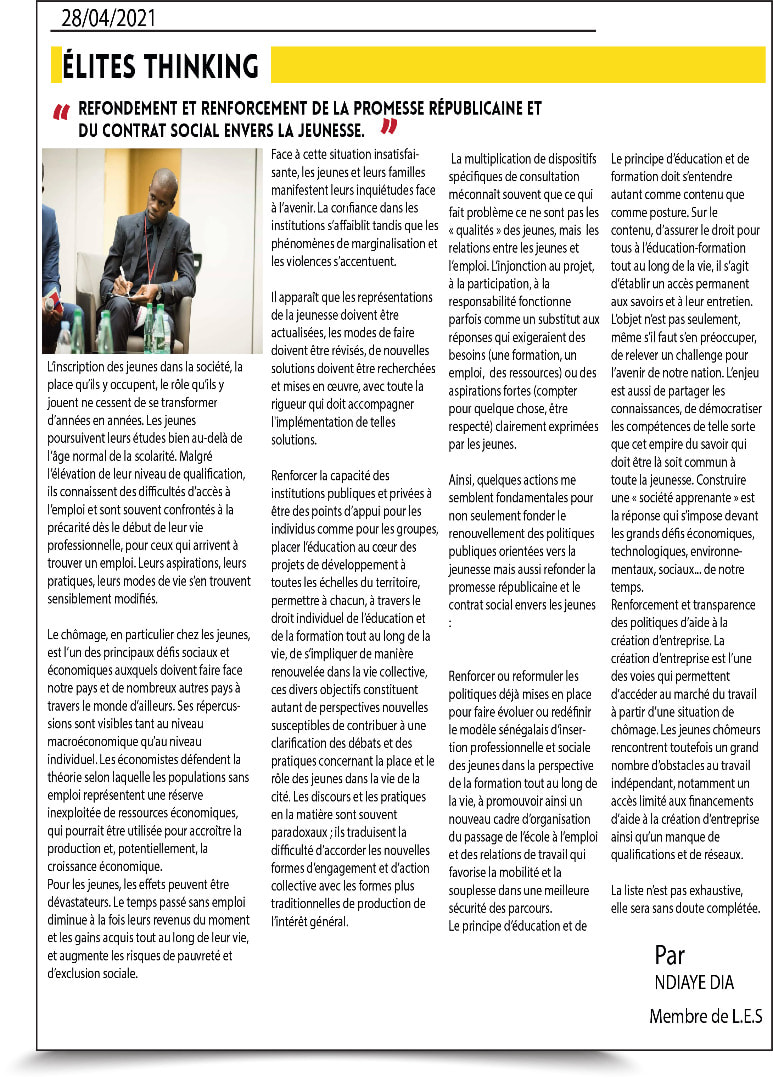 28/04/2021
ÉLITES THINKING
“ REFONDEMENT ET RENFORCEMENT DE LA PROMESSE RÉPUBLICAINE ET
DU CONTRAT SOCIAL ENVERS LA JEUNESSE. ”
L'inscription des jeunes dans la société, la
place qu'ils y occupent, le rôle qu'ils y
jouent ne cessent de se transformer
d'années en années. Les jeunes
poursuivent leurs études bien au-delà de
l'âge normal de la scolarité. Malgré
l'élévation de leur niveau de qualification,
ils connaissent des difficultés d'accès à
l'emploi et sont souvent confrontés à la
précarité dès le début de leur vie
professionnelle, pour ceux qui arrivent à
trouver un emploi. Leurs aspirations, leurs
pratiques, leurs modes de vie s'en trouvent
sensiblement modifiés.
Le chômage, en particulier chez les jeunes,
est l'un des principaux défis sociaux et
économiques auxquels doivent faire face
notre pays et de nombreux autres pays à
travers le monde d'ailleurs. Ses répercus-
sions sont visibles tant au niveau
macroéconomique qu'au niveau
individuel. Les économistes défendent la
théorie selon laquelle les populations sans
emploi représentent une réserve
inexploitée de ressources économiques,
qui pourrait être utilisée pour accroître la
production et, potentiellement, la
croissance économique.
Pour les jeunes, les effets peuvent être
dévastateurs. Le temps passé sans emploi
diminue à la fois leurs revenus du moment
et les gains acquis tout au long de leur vie,
et augmente les risques de pauvreté et
d'exclusion sociale.
Face à cette situation insatisfai-
sante, les jeunes et leurs familles
manifestent leurs inquiétudes face
à l'avenir. La confiance dans les
institutions s'affaiblit tandis que les
phénomènes de marginalisation et
les violences s'accentuent.
Il apparaît que les représentations
de la jeunesse doivent être
actualisées, les modes de faire
doivent être révisés, de nouvelles
solutions doivent être recherchées
et mises en œuvre, avec toute la
rigueur qui doit accompagner
l'implémentation de telles
solutions.
Renforcer la capacité des
institutions publiques et privées à
être des points d'appui pour les
individus comme pour les groupes,
placer l'éducation au cœur des
projets de développement à
toutes les échelles du territoire,
permettre à chacun, à travers le
droit individuel de l'éducation et
de la formation tout au long de la
vie, de s'impliquer de manière
renouvelée dans la vie collective,
ces divers objectifs constituent
autant de perspectives nouvelles
susceptibles de contribuer à une
clarification des débats et des
pratiques concernant la place et le
rôle des jeunes dans la vie de la
cité. Les discours et les pratiques
en la matière sont souvent
paradoxaux ; ils traduisent la
difficulté d'accorder les nouvelles
formes d'engagement et d'action
collective avec les formes plus
traditionnelles de production de
l'intérêt général.
La multiplication de dispositifs
spécifiques de consultation
méconnaît souvent que ce qui
fait problème ce ne sont pas les
« qualités » des jeunes, mais les
relations entre les jeunes et
l'emploi. L'injonction au projet,
à la participation, à la
responsabilité fonctionne
parfois comme un substitut aux
réponses qui exigeraient des
besoins (une formation, un
emploi, des ressources) ou des
aspirations fortes (compter
pour quelque chose, être
respecté) clairement exprimées
par les jeunes.
Ainsi, quelques actions me
semblent fondamentales pour
non seulement fonder le
renouvellement des politiques
publiques orientées vers la
jeunesse mais aussi refonder la
promesse républicaine et le
contrat social envers les jeunes
:
Renforcer ou reformuler les
politiques déjà mises en place
pour faire évoluer ou redéfinir
le modèle sénégalais d'inser-
tion professionnelle et sociale
des jeunes dans la perspective
de la formation tout au long de
la vie, à promouvoir ainsi un
nouveau cadre d'organisation
du passage de l'école à l'emploi
et des relations de travail qui
favorise la mobilité et la
souplesse dans une meilleure
sécurité des parcours.
Le principe d'éducation et de
Le principe d'éducation et de
formation doit s'entendre
autant comme contenu que
comme posture. Sur le
contenu, d'assurer le droit pour
tous à l'éducation-formation
tout au long de la vie, il s'agit
d'établir un accès permanent
aux savoirs et à leur entretien.
L'objet n'est pas seulement,
même s'il faut s'en préoccuper,
de relever un challenge pour
l'avenir de notre nation. L'enjeu
est aussi de partager les
connaissances, de démocratiser
les compétences de telle sorte
que cet empire du savoir qui
doit être là soit commun à
toute la jeunesse. Construire
une « société apprenante » est
la réponse qui s'impose devant
les grands défis économiques,
technologiques, environne-
mentaux, sociaux... de notre
temps.
Renforcement et transparence
des politiques d'aide à la
création d'entreprise. La
création d'entreprise est l'une
des voies qui permettent
d'accéder au marché du travail
à partir d'une situation de
chômage. Les jeunes chômeurs
rencontrent toutefois un grand
nombre d'obstacles au travail
indépendant, notamment un
accès limité aux financements
d'aide à la création d'entreprise
ainsi qu'un manque de
qualifications et de réseaux.
La liste n'est pas exhaustive,
elle sera sans doute complétée.
Par
NDIAYE DIA
Membre de L.E.S